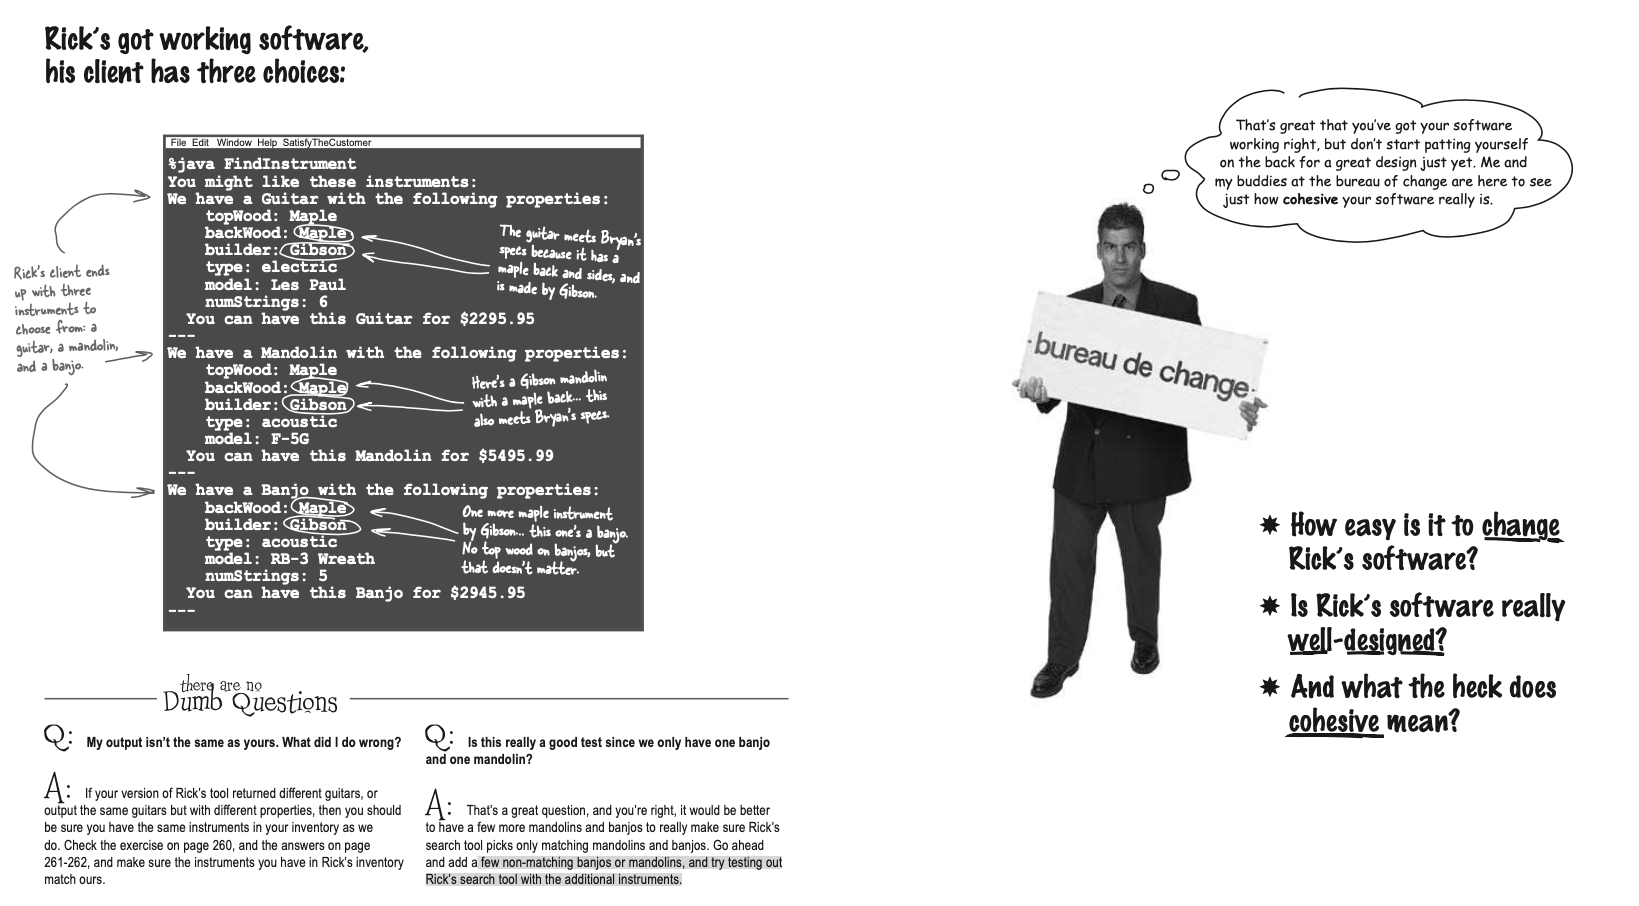 Rick's got working software,
his client has three choices:
File Edit Window Help SatisfyTheCustomer
%java FindInstrument
You might like these instruments:
We have a Guitar with the following properties:
topWood: Maple
backWood: Maple
builder: Gibson
type: electric
model: Les Paul
numStrings: 6
You can have this Guitar for $2295.95
---
We have a Mandolin with the following properties:
topWood: Maple
backWood: Maple
builder: Gibson
type: acoustic
model: F-5G
You can have this Mandolin for $5495.99
---
We have a Banjo with the following properties:
backWood: Maple
builder: Gibson
type: acoustic
model: RB-3 Wreath
numStrings: 5
You can have this Banjo for $2945.95
---
The guitar meets Bryan's
specs because it has a
maple back and sides, and
is made by Gibson.
Here's a Gibson mandolin
with a maple back... this
also meets Bryan's specs.
One more maple instrument
by Gibson... this one's a banjo.
No top wood on banjos, but
that doesn't matter.
Rick's client ends
up with three
instruments to
choose from: a
guitar, a mandolin,
and a banjo.
there are no
Dumb Questions
Q: My output isn't the same as yours. What did I do wrong?
A: If your version of Rick's tool returned different guitars, or
output the same guitars but with different properties, then you should
be sure you have the same instruments in your inventory as we
do. Check the exercise on page 260, and the answers on page
261-262, and make sure the instruments you have in Rick's inventory
match ours.
Q: Is this really a good test since we only have one banjo
and one mandolin?
A: That's a great question, and you're right, it would be better
to have a few more mandolins and banjos to really make sure Rick's
search tool picks only matching mandolins and banjos. Go ahead
and add a few non-matching banjos or mandolins, and try testing out
Rick's search tool with the additional instruments.
That's great that you've got your software
working right, but don't start patting yourself
on the back for a great design just yet. Me and
my buddies at the bureau of change are here to see
just how cohesive your software really is.
bureau de change
✷ How easy is it to change
Rick's software?
✷ Is Rick's software really
well-designed?
✷ And what the heck does
cohesive mean?